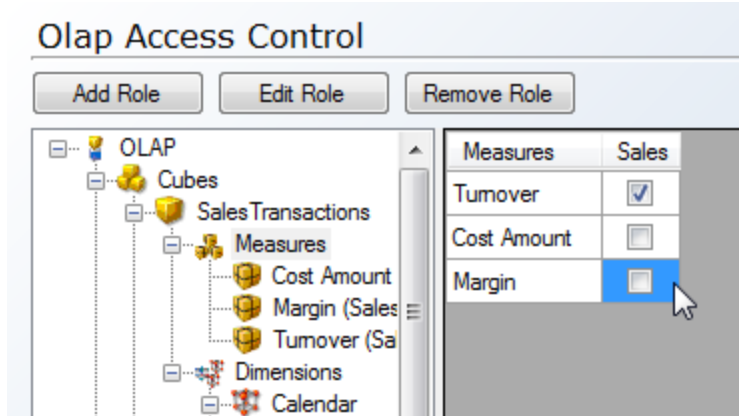 Olap Access Control
Add Role
Edit Role
Remove Role
OLAP
Cubes
SalesTransactions
Measures
Cost Amount
Margin (Sales
Turnover (Sal
Dimensions
Calendar
Measures Sales
Turnover
Cost Amount
Margin